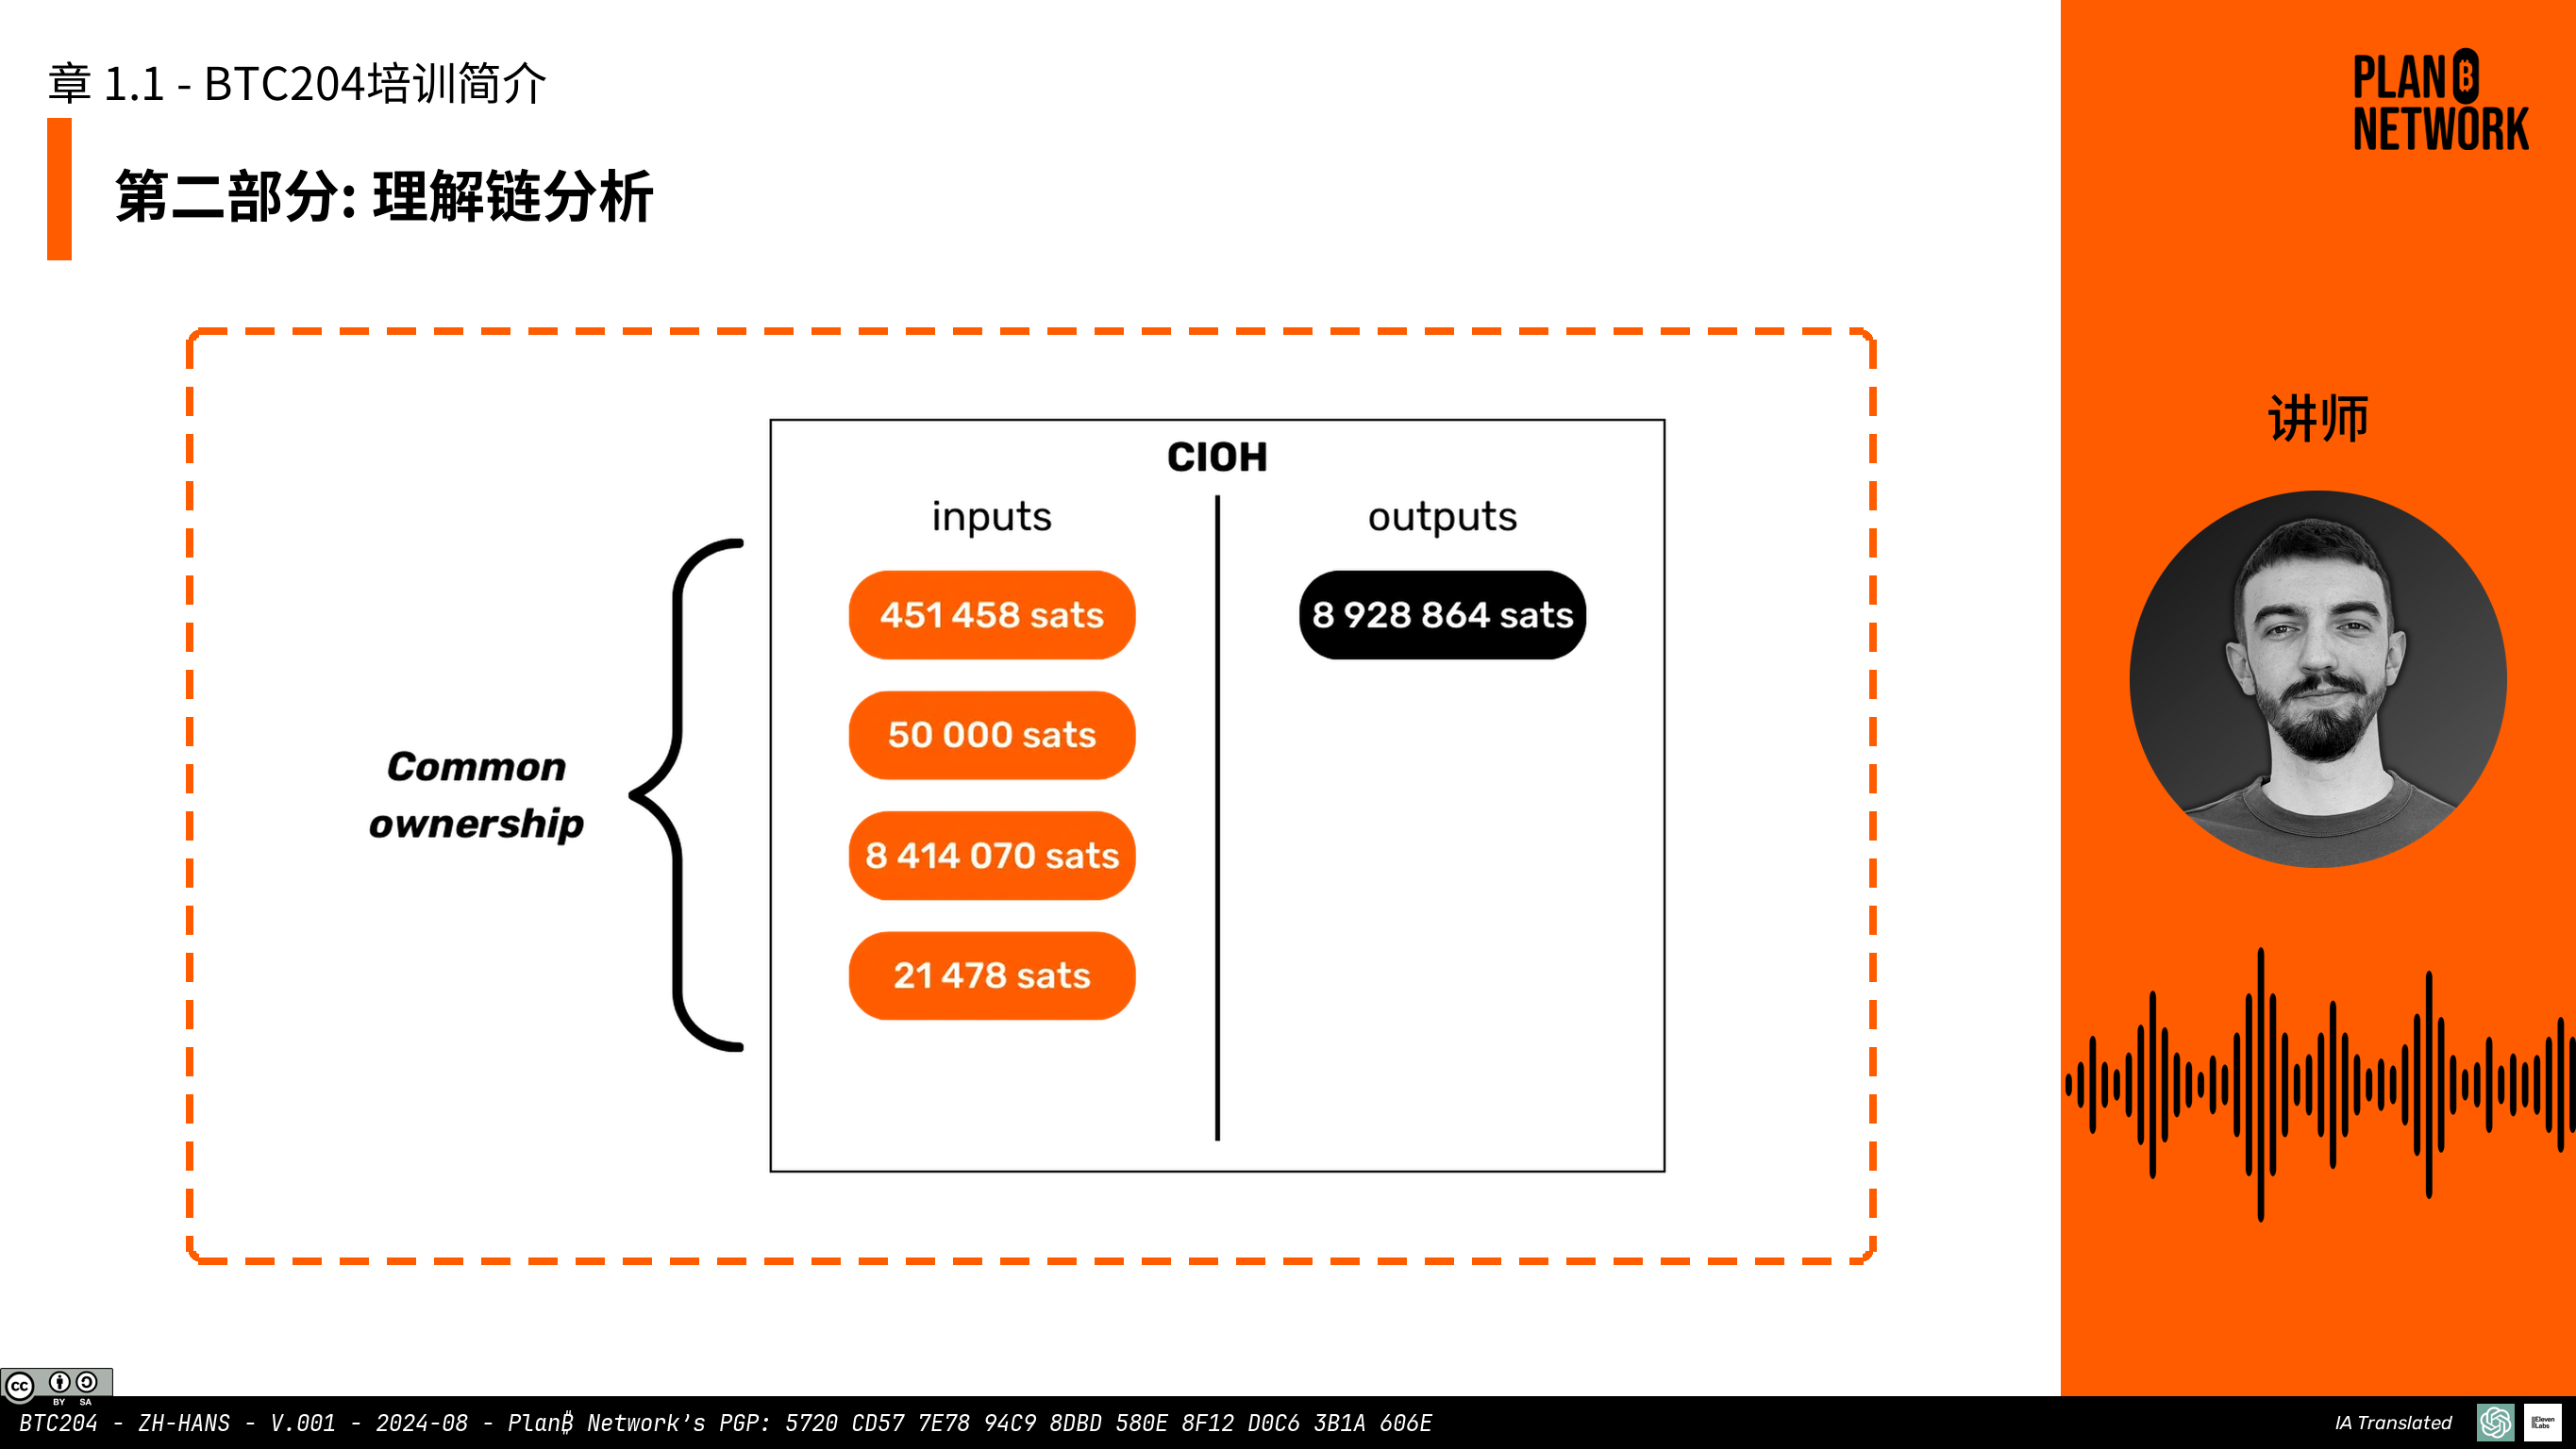 章 1.1 - BTC204培训简介
第二部分: 理解链分析
PLAN ₿
NETWORK
讲师
CIOH
inputs
outputs
451 458 sats
8 928 864 sats
50 000 sats
8 414 070 sats
21 478 sats
Common
ownership
CC BY SA
BTC204 - ZH-HANS - V.001 - 2024-08 - Plan₿ Network's PGP: 5720 CD57 7E78 94C9 8DBD 580E 8F12 D0C6 3B1A 606E
IA Translated
ElevenLabs